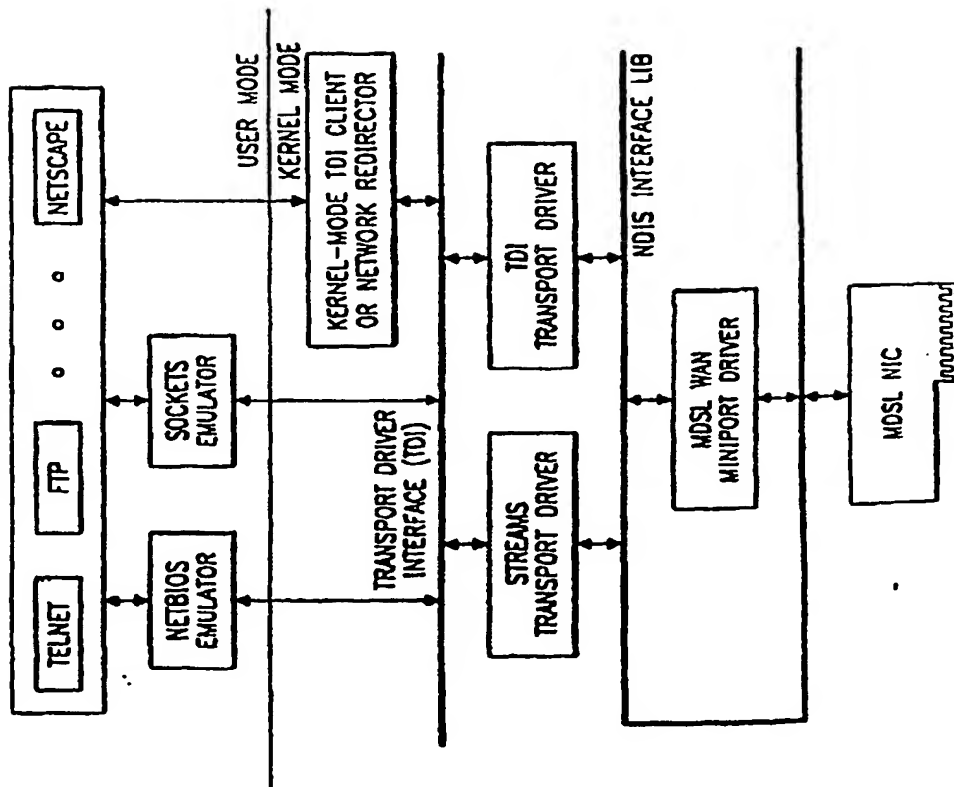 TELNET
FTP
NETSCAPE
NETBIOS
EMULATOR
SOCKETS
EMULATOR
USER MODE
KERNEL MODE
KERNEL-MODE TDI CLIENT
OR NETWORK REDIRECTOR
TRANSPORT DRIVER
INTERFACE (TDI)
STREAMS
TRANSPORT DRIVER
TDI
TRANSPORT DRIVER
NDIS INTERFACE LIB
MDSL WAN
MINIPORT DRIVER
MDSL NIC